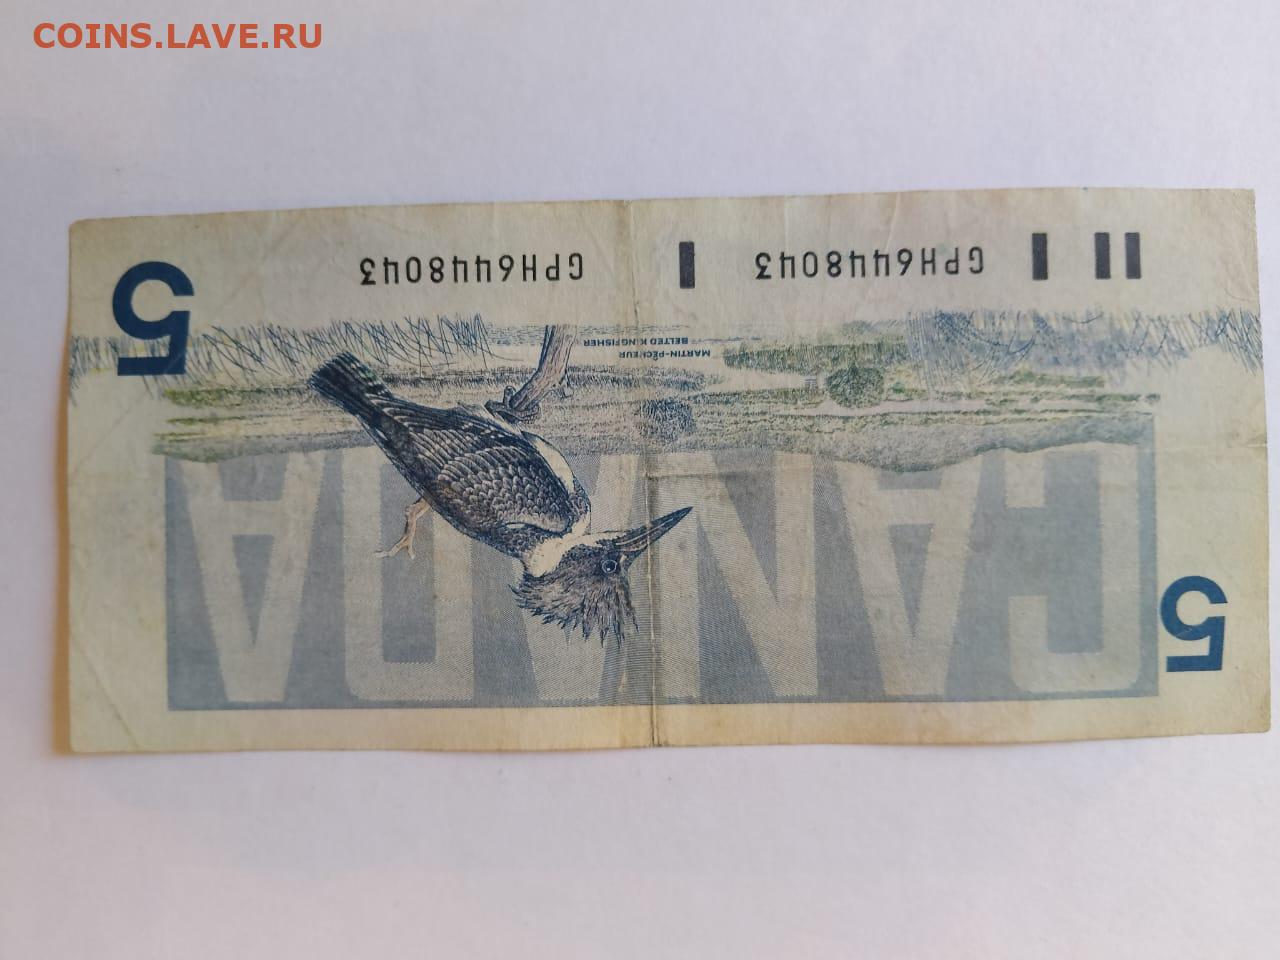 COINS.LAVE.RU
5
CANADA
MARTIN-PÊCHEUR
BELTED KINGFISHER
5
GPH6448043
GPH6448043